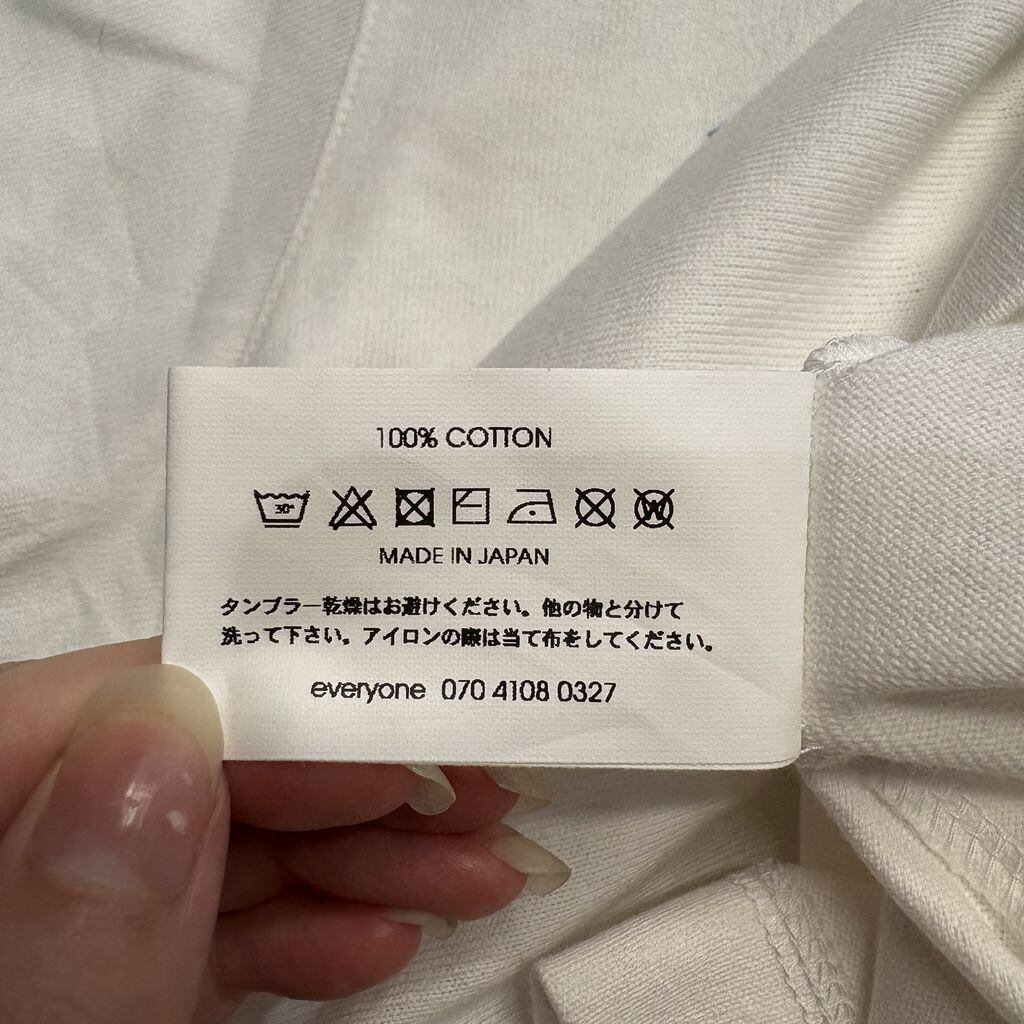 100% COTTON
30°
W
MADE IN JAPAN
タンブラー乾燥はお避けください。他の物と分けて
洗って下さい。アイロンの際は当て布をしてください。
everyone 070 4108 0327